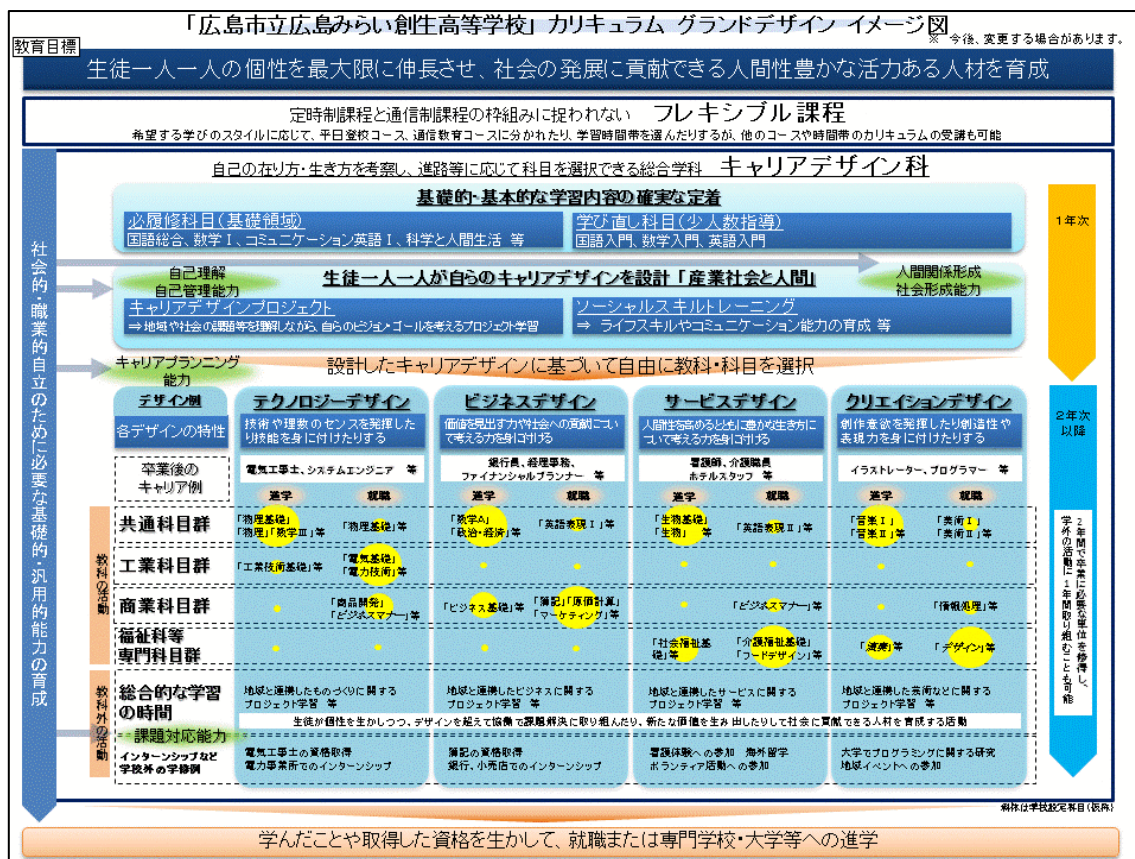 「広島市立広島みらい創生高等学校」カリキュラム グランドデザイン イメージ図
※ 今後、変更する場合があります。
教育目標
生徒一人一人の個性を最大限に伸長させ、社会の発展に貢献できる人間性豊かな活力ある人材を育成
定時制課程と通信制課程の枠組みに捉われない フレキシブル課程
希望する学びのスタイルに応じて、平日登校コース、通信教育コースに分かれたり、学習時間帯を選んだりするが、他のコースや時間帯のカリキュラムの受講も可能
社会的・職業的自立のために必要な基礎的・汎用的能力の育成
自己の在り方・生き方を考察し、進路等に応じて科目を選択できる総合学科 キャリアデザイン科
基礎的・基本的な学習内容の確実な定着
必履修科目(基礎領域)
国語総合、数学Ⅰ、コミュニケーション英語Ⅰ、科学と人間生活 等
学び直し科目(少人数指導)
国語入門、数学入門、英語入門
1年次
自己理解
自己管理能力
生徒一人一人が自らのキャリアデザインを設計「産業社会と人間」
人間関係形成
社会形成能力
キャリアデザインプロジェクト
⇒地域や社会の課題等を理解しながら、自らのビジョン・ゴールを考えるプロジェクト学習
ソーシャルスキルトレーニング
⇒ ライフスキルやコミュニケーション能力の育成 等
キャリアプランニング
能力
設計したキャリアデザインに基づいて自由に教科・科目を選択
2年次
以降
2年間で卒業に必要な単位を修得し、
学外の活動に1年間取り組むことも可能
デザイン例
テクノロジーデザイン
ビジネスデザイン
サービスデザイン
クリエイションデザイン
各デザインの特性
技術や理数のセンスを発揮した
り技能を身に付けたりする
価値を見出す力や社会への貢献につい
て考える力を身に付ける
人間性を高めるとともに豊かな生き方に
ついて考える力を身に付ける
創作意欲を発揮したり創造性や
表現力を身に付けたりする
卒業後の
キャリア例
電気工事士、システムエンジニア 等
銀行員、経理事務、
ファイナンシャルプランナー 等
看護師、介護職員
ホテルスタッフ 等
イラストレーター、プログラマー 等
進学
就職
進学
就職
進学
就職
進学
就職
教科の活動
共通科目群
「物理基礎」
「物理」「数学Ⅲ」等
「物理基礎」等
「数学A」
「政治・経済」等
「英語表現Ⅰ」等
「生物基礎」
「生物」 等
「英語表現Ⅱ」等
「音楽Ⅰ」
「音楽Ⅱ」等
「美術Ⅰ」
「美術Ⅱ」等
工業科目群
「工業技術基礎」等
「電気基礎」
「電力技術」等
商業科目群
「商品開発」
「ビジネスマナー」等
「ビジネス基礎」等
「簿記」「原価計算」
「マーケティング」等
「ビジネスマナー」等
「情報処理」等
福祉科等
専門科目群
「社会福祉基
礎」等
「介護福祉基礎」
「フードデザイン」等
「演奏」等
「デザイン」等
教科外の活動
総合的な学習
の時間
地域と連携したものづくりに関する
プロジェクト学習 等
地域と連携したビジネスに関する
プロジェクト学習 等
地域と連携したサービスに関する
プロジェクト学習 等
地域と連携した芸術などに関する
プロジェクト学習 等
生徒が個性を生かしつつ、デザインを超えて協働で課題解決に取り組んだり、新たな価値を生み出したりして社会に貢献できる人材を育成する活動
課題対応能力
インターンシップなど
学校外の学修例
電気工事士の資格取得
電力事業所でのインターンシップ
簿記の資格取得
銀行、小売店でのインターンシップ
看護体験への参加 海外留学
ボランティア活動への参加
大学でプログラミングに関する研究
地域イベントへの参加
斜体は学校設定科目(仮称)
学んだことや取得した資格を生かして、就職または専門学校・大学等への進学